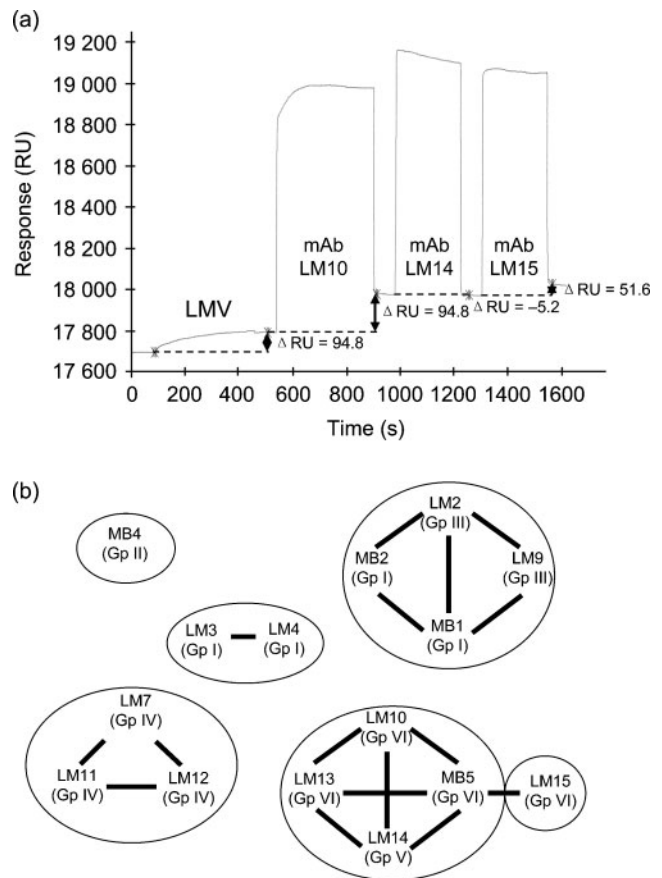 (a)
19 200
19 000
18 800
18 600
18 400
18 200
18 000
17 800
17 600
Response (RU)
LMV
mAb
LM10
mAb
LM14
mAb
LM15
Δ RU = 94.8
Δ RU = 94.8
Δ RU = –5.2
Δ RU = 51.6
0 200 400 600 800 1000 1200 1400 1600
Time (s)
(b)
MB4
(Gp II)
LM3
(Gp I)
LM4
(Gp I)
LM2
(Gp III)
MB2
(Gp I)
LM9
(Gp III)
MB1
(Gp I)
LM7
(Gp IV)
LM11
(Gp IV)
LM12
(Gp IV)
LM10
(Gp VI)
LM13
(Gp VI)
MB5
(Gp VI)
LM14
(Gp V)
LM15
(Gp VI)